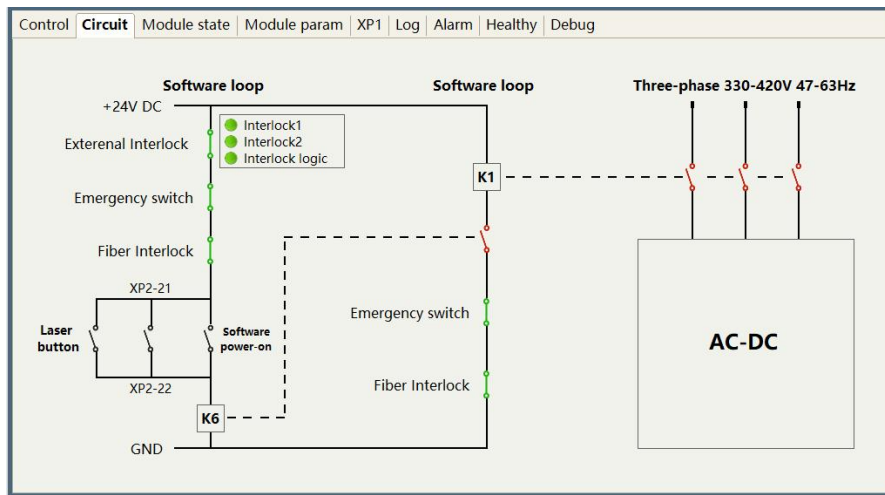 Control Circuit Module state Module param XP1 Log Alarm Healthy Debug
Software loop
Software loop
Three-phase 330-420V 47-63Hz
+24V DC
Interlock1
Interlock2
Interlock logic
Exterenal Interlock
K1
Emergency switch
Fiber Interlock
XP2-21
Laser
button
Software
power-on
Emergency switch
AC-DC
XP2-22
Fiber Interlock
K6
GND